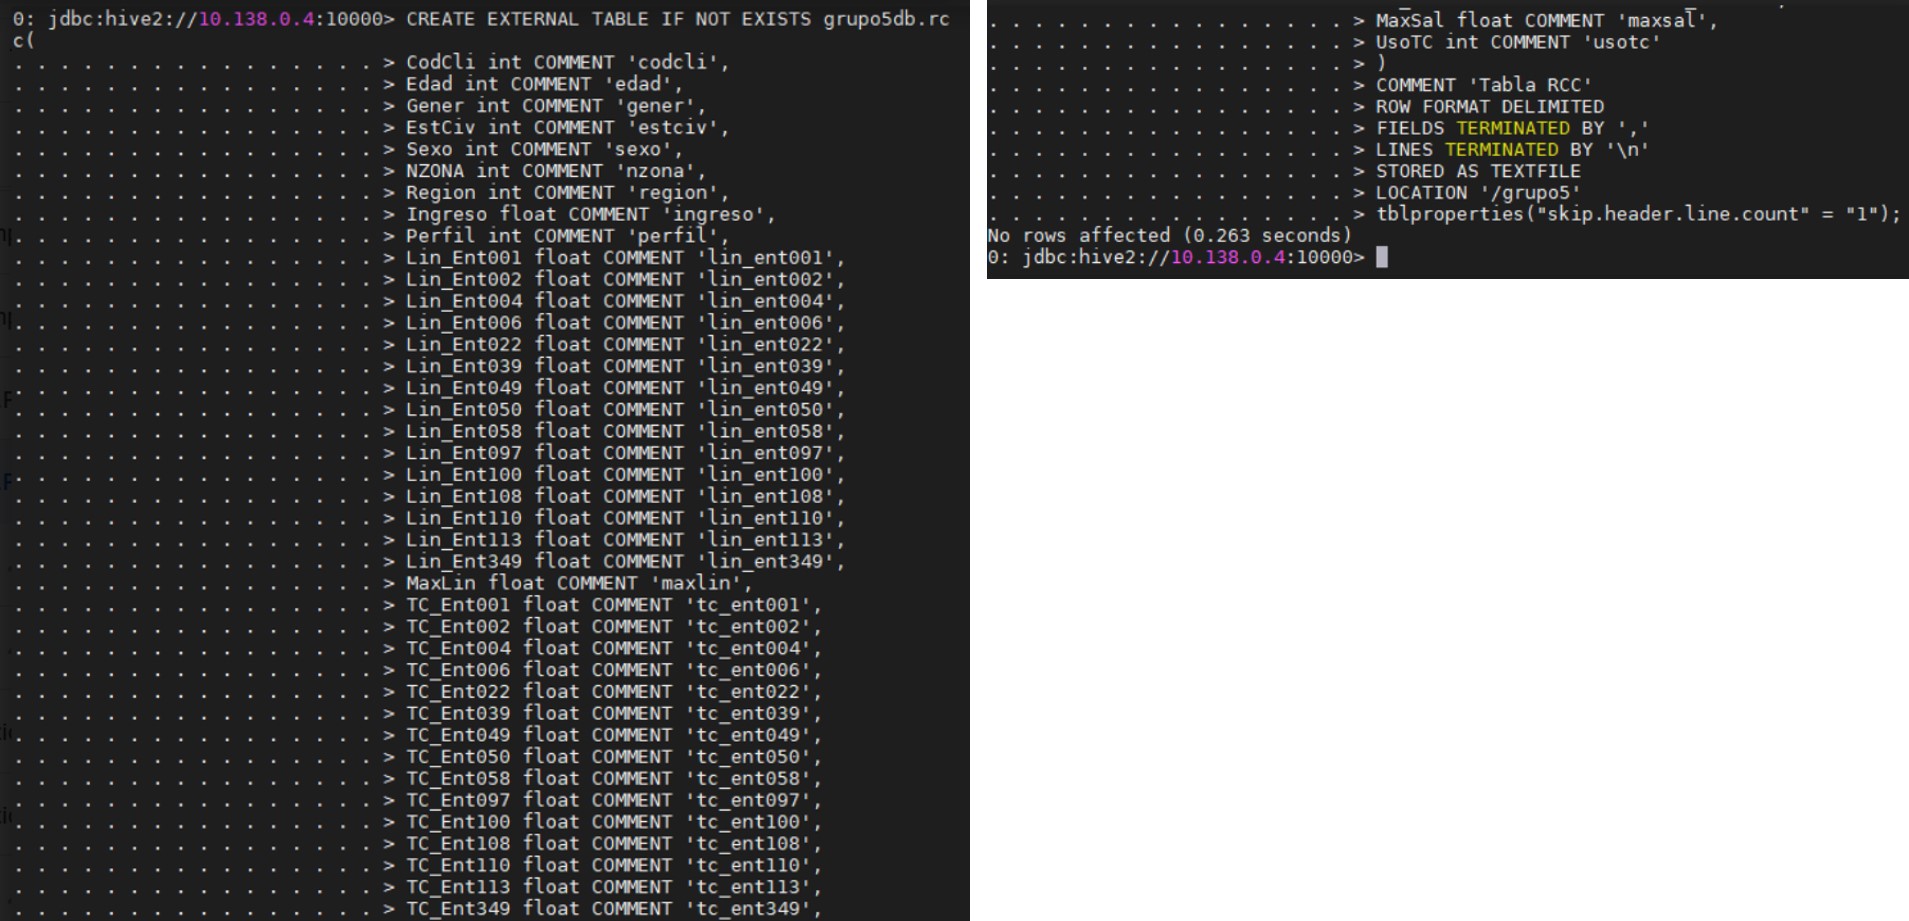 0: jdbc:hive2://10.138.0.4:10000> CREATE EXTERNAL TABLE IF NOT EXISTS grupo5db.rc
c(
. . . . . . . . . . . . . . . . > CodCli int COMMENT 'codcli',
. . . . . . . . . . . . . . . . > Edad int COMMENT 'edad',
. . . . . . . . . . . . . . . . > Gener int COMMENT 'gener',
. . . . . . . . . . . . . . . . > EstCiv int COMMENT 'estciv',
. . . . . . . . . . . . . . . . > Sexo int COMMENT 'sexo',
. . . . . . . . . . . . . . . . > NZONA int COMMENT 'nzona',
. . . . . . . . . . . . . . . . > Region int COMMENT 'region',
. . . . . . . . . . . . . . . . > Ingreso float COMMENT 'ingreso',
. . . . . . . . . . . . . . . . > Perfil int COMMENT 'perfil',
. . . . . . . . . . . . . . . . > Lin_Ent001 float COMMENT 'lin_ent001',
. . . . . . . . . . . . . . . . > Lin_Ent002 float COMMENT 'lin_ent002',
. . . . . . . . . . . . . . . . > Lin_Ent004 float COMMENT 'lin_ent004',
. . . . . . . . . . . . . . . . > Lin_Ent006 float COMMENT 'lin_ent006',
. . . . . . . . . . . . . . . . > Lin_Ent022 float COMMENT 'lin_ent022',
. . . . . . . . . . . . . . . . > Lin_Ent039 float COMMENT 'lin_ent039',
. . . . . . . . . . . . . . . . > Lin_Ent049 float COMMENT 'lin_ent049',
. . . . . . . . . . . . . . . . > Lin_Ent050 float COMMENT 'lin_ent050',
. . . . . . . . . . . . . . . . > Lin_Ent058 float COMMENT 'lin_ent058',
. . . . . . . . . . . . . . . . > Lin_Ent097 float COMMENT 'lin_ent097',
. . . . . . . . . . . . . . . . > Lin_Ent100 float COMMENT 'lin_ent100',
. . . . . . . . . . . . . . . . > Lin_Ent108 float COMMENT 'lin_ent108',
. . . . . . . . . . . . . . . . > Lin_Ent110 float COMMENT 'lin_ent110',
. . . . . . . . . . . . . . . . > Lin_Ent113 float COMMENT 'lin_ent113',
. . . . . . . . . . . . . . . . > Lin_Ent349 float COMMENT 'lin_ent349',
. . . . . . . . . . . . . . . . > MaxLin float COMMENT 'maxlin',
. . . . . . . . . . . . . . . . > TC_Ent001 float COMMENT 'tc_ent001',
. . . . . . . . . . . . . . . . > TC_Ent002 float COMMENT 'tc_ent002',
. . . . . . . . . . . . . . . . > TC_Ent004 float COMMENT 'tc_ent004',
. . . . . . . . . . . . . . . . > TC_Ent006 float COMMENT 'tc_ent006',
. . . . . . . . . . . . . . . . > TC_Ent022 float COMMENT 'tc_ent022',
. . . . . . . . . . . . . . . . > TC_Ent039 float COMMENT 'tc_ent039',
. . . . . . . . . . . . . . . . > TC_Ent049 float COMMENT 'tc_ent049',
. . . . . . . . . . . . . . . . > TC_Ent050 float COMMENT 'tc_ent050',
. . . . . . . . . . . . . . . . > TC_Ent058 float COMMENT 'tc_ent058',
. . . . . . . . . . . . . . . . > TC_Ent097 float COMMENT 'tc_ent097',
. . . . . . . . . . . . . . . . > TC_Ent100 float COMMENT 'tc_ent100',
. . . . . . . . . . . . . . . . > TC_Ent108 float COMMENT 'tc_ent108',
. . . . . . . . . . . . . . . . > TC_Ent110 float COMMENT 'tc_ent110',
. . . . . . . . . . . . . . . . > TC_Ent113 float COMMENT 'tc_ent113',
. . . . . . . . . . . . . . . . > TC_Ent349 float COMMENT 'tc_ent349',
. . . . . . . . . . . . . . . . > MaxSal float COMMENT 'maxsal',
. . . . . . . . . . . . . . . . > UsoTC int COMMENT 'usotc'
. . . . . . . . . . . . . . . . > )
. . . . . . . . . . . . . . . . > COMMENT 'Tabla RCC'
. . . . . . . . . . . . . . . . > ROW FORMAT DELIMITED
. . . . . . . . . . . . . . . . > FIELDS TERMINATED BY ','
. . . . . . . . . . . . . . . . > LINES TERMINATED BY '\n'
. . . . . . . . . . . . . . . . > STORED AS TEXTFILE
. . . . . . . . . . . . . . . . > LOCATION '/grupo5'
. . . . . . . . . . . . . . . . > tblproperties("skip.header.line.count" = "1");
No rows affected (0.263 seconds)
0: jdbc:hive2://10.138.0.4:10000>